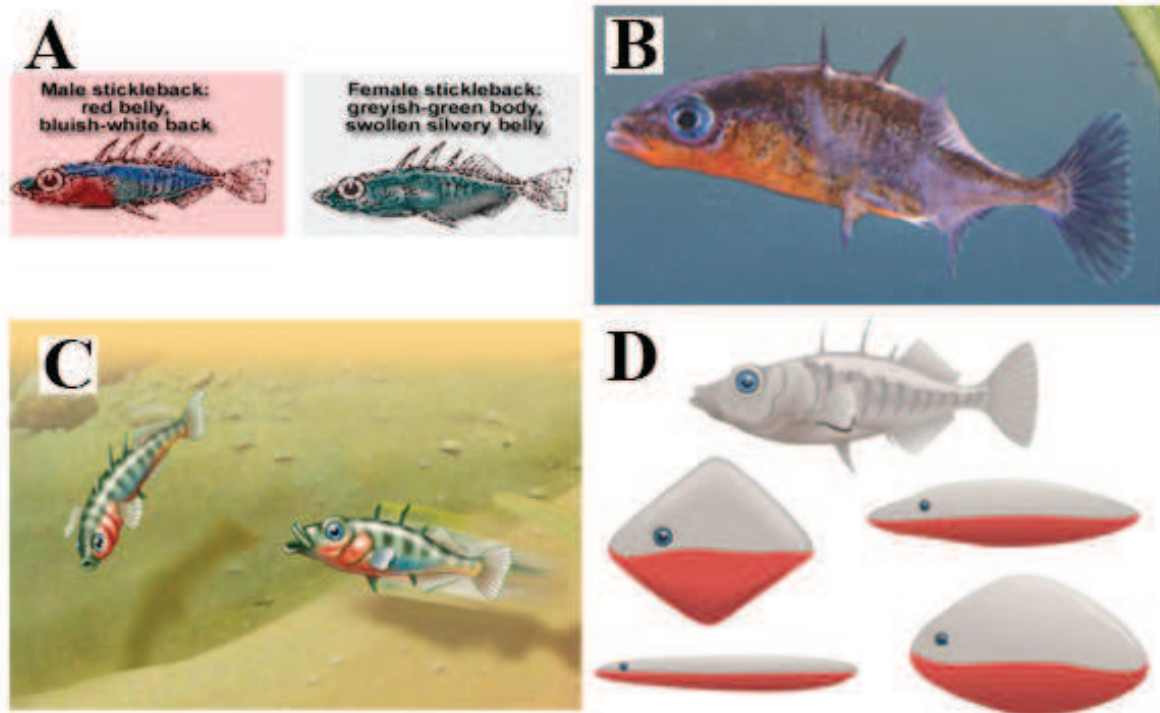 A
Male stickleback:
red belly,
bluish-white back
Female stickleback:
greyish-green body,
swollen silvery belly
B
C
D